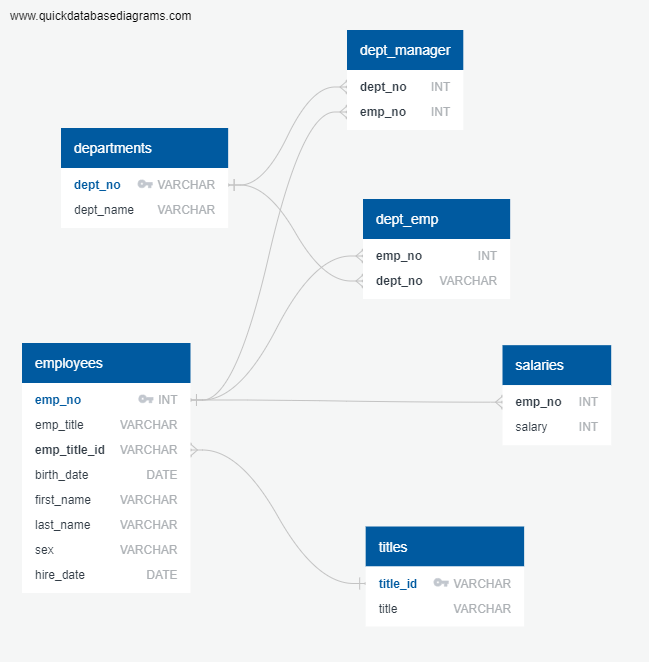 www.quickdatabasediagrams.com
dept_manager
dept_no INT
emp_no INT
departments
dept_no VARCHAR
dept_name VARCHAR
dept_emp
emp_no INT
dept_no VARCHAR
employees
emp_no INT
emp_title VARCHAR
emp_title_id VARCHAR
birth_date DATE
first_name VARCHAR
last_name VARCHAR
sex VARCHAR
hire_date DATE
salaries
emp_no INT
salary INT
titles
title_id VARCHAR
title VARCHAR